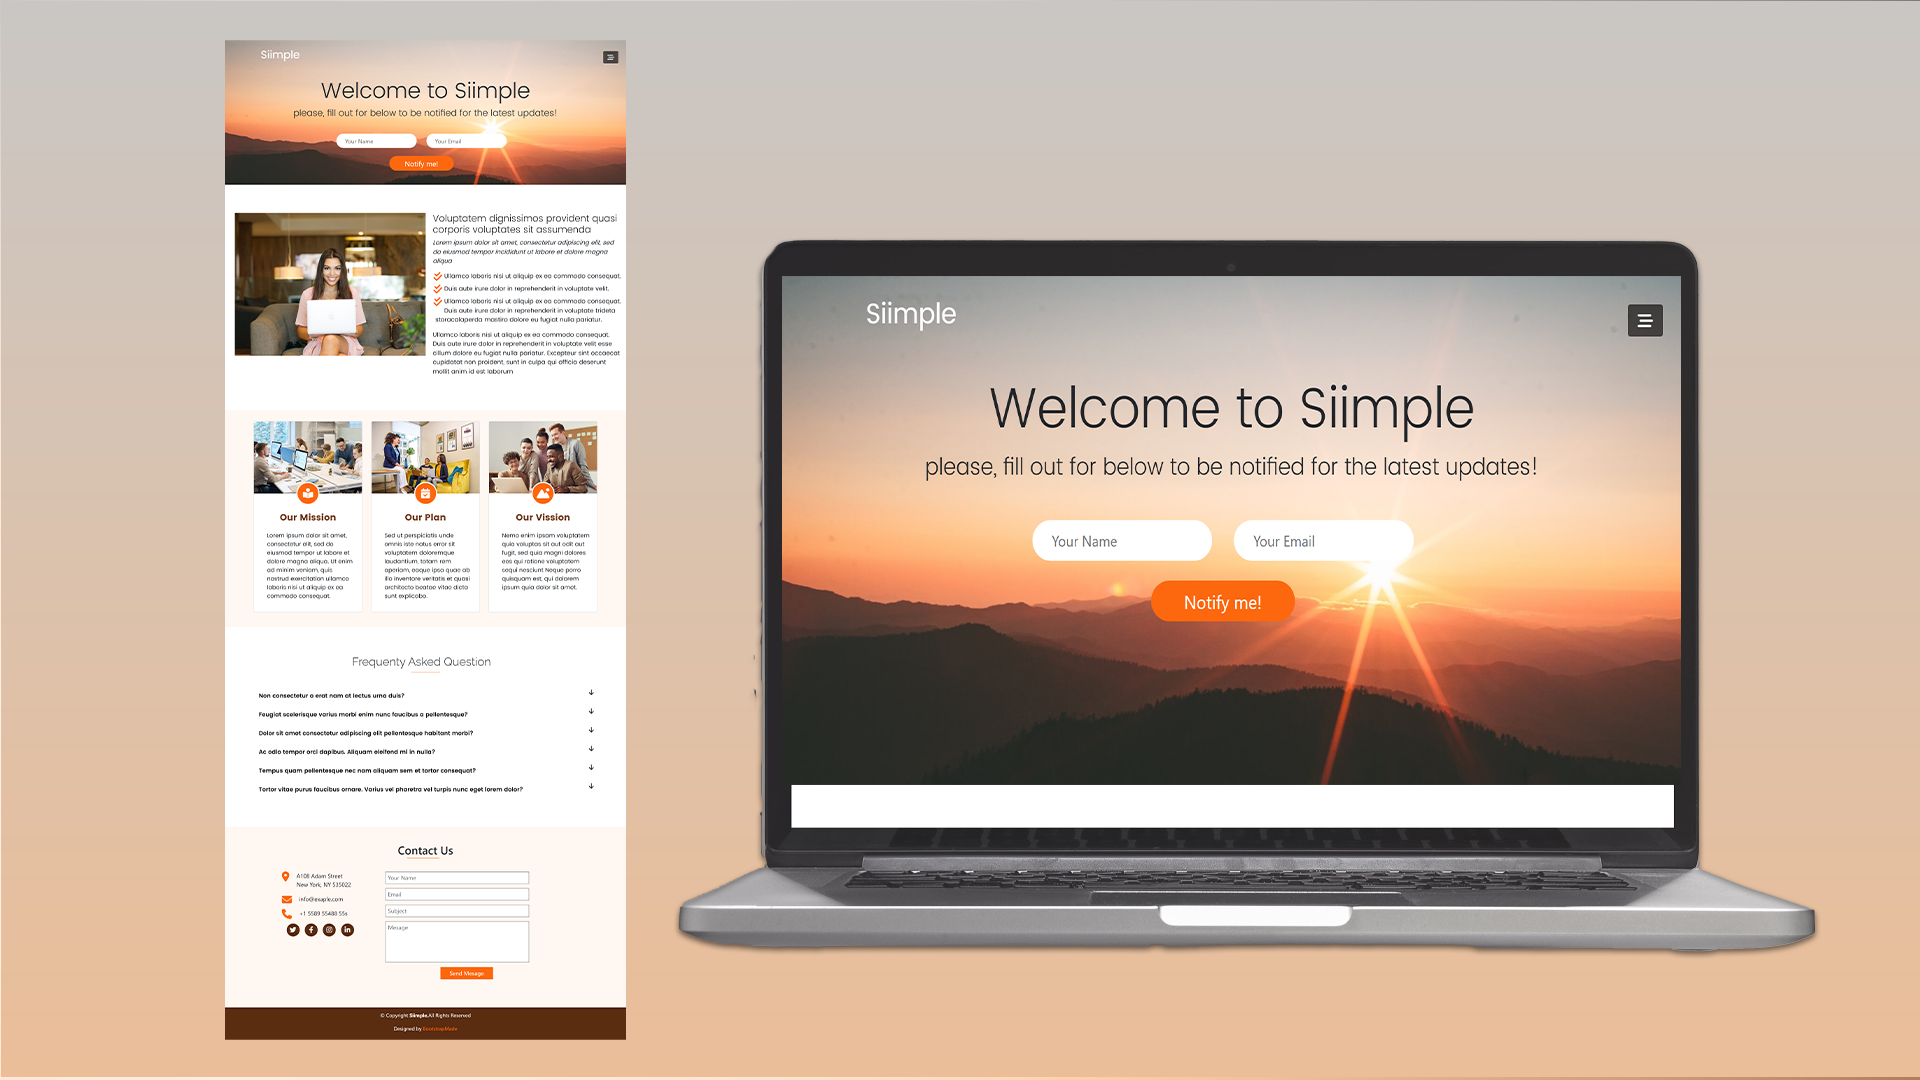 Siimple
Welcome to Siimple
please, fill out for below to be notified for the latest updates!
Your Name
Your Email
Notify me!
Voluptatem dignissimos provident quasi
corporis voluptates sit assumenda
Lorem ipsum dolor sit amet, consectetur adipiscing elit, sed
do eiusmod tempor incididunt ut labore et dolore magna
aliqua
Ullamco laboris nisi ut aliquip ex ea commodo consequat.
Duis aute irure dolor in reprehenderit in voluptate velit.
Ullamco laboris nisi ut aliquip ex ea commodo consequat.
Duis aute irure dolor in reprehenderit in voluptate trideta
storacalaperda mastiro dolore eu fugiat nulla pariatur.
Ullamco laboris nisi ut aliquip ex ea commodo consequat.
Duis aute irure dolor in reprehenderit in voluptate velit esse
cillum dolore eu fugiat nulla pariatur. Excepteur sint occaecat
cupidatat non proident, sunt in culpa qui officia deserunt
mollit anim id est laborum
Our Mission
Lorem ipsum dolor sit amet,
consectetur elit, sed do
eiusmod tempor ut labore et
dolore magna aliqua. Ut enim
ad minim veniam, quis
nostrud exercitation ullamco
laboris nisi ut aliquip ex ea
commodo consequat.
Our Plan
Sed ut perspiciatis unde
omnis iste natus error sit
voluptatem doloremque
laudantium, totam rem
aperiam, eaque ipsa quae ab
illo inventore veritatis et quasi
architecto beatae vitae dicta
sunt explicabo.
Our Vission
Nemo enim ipsam voluptatem
quia voluptas sit aut odit aut
fugit, sed quia magni dolores
eos qui ratione voluptatem
sequi nesciunt Neque porro
quisquam est, qui dolorem
ipsum quia dolor sit amet.
Frequenty Asked Question
Non consectetur a erat nam at lectus urna duis?
Feugiat scelerisque varius morbi enim nunc faucibus a pellentesque?
Dolor sit amet consectetur adipiscing elit pellentesque habitant morbi?
Ac odio tempor orci dapibus. Aliquam eleifend mi in nulla?
Tempus quam pellentesque nec nam aliquam sem et tortor consequat?
Tortor vitae purus faucibus ornare. Varius vel pharetra vel turpis nunc eget lorem dolor?
Contact Us
A108 Adam Street
New York, NY 535022
info@exaple.com
+1 5589 55488 55s
Your Name
Email
Subject
Mesage
Send Mesage
© Copyright Siimple.All Rights Reserved
Designed by BootstrapMade
Siimple
Welcome to Siimple
please, fill out for below to be notified for the latest updates!
Your Name
Your Email
Notify me!